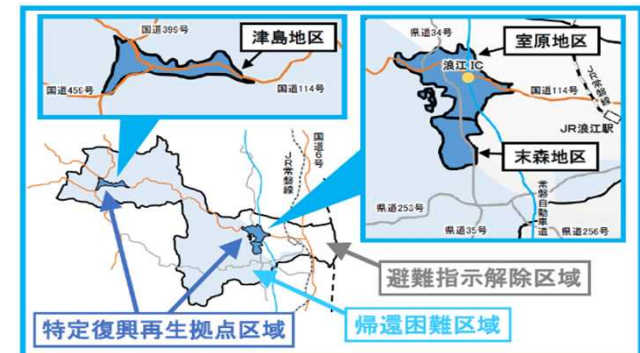 国道399号
津島地区
国道459号
国道114号
県道34号
室原地区
浪江IC
国道114号
JR常磐線
JR浪江駅
末森地区
県道253号
県道35号
常磐自動車道
県道256号
国道6号
JR常磐線
避難指示解除区域
特定復興再生拠点区域
帰還困難区域